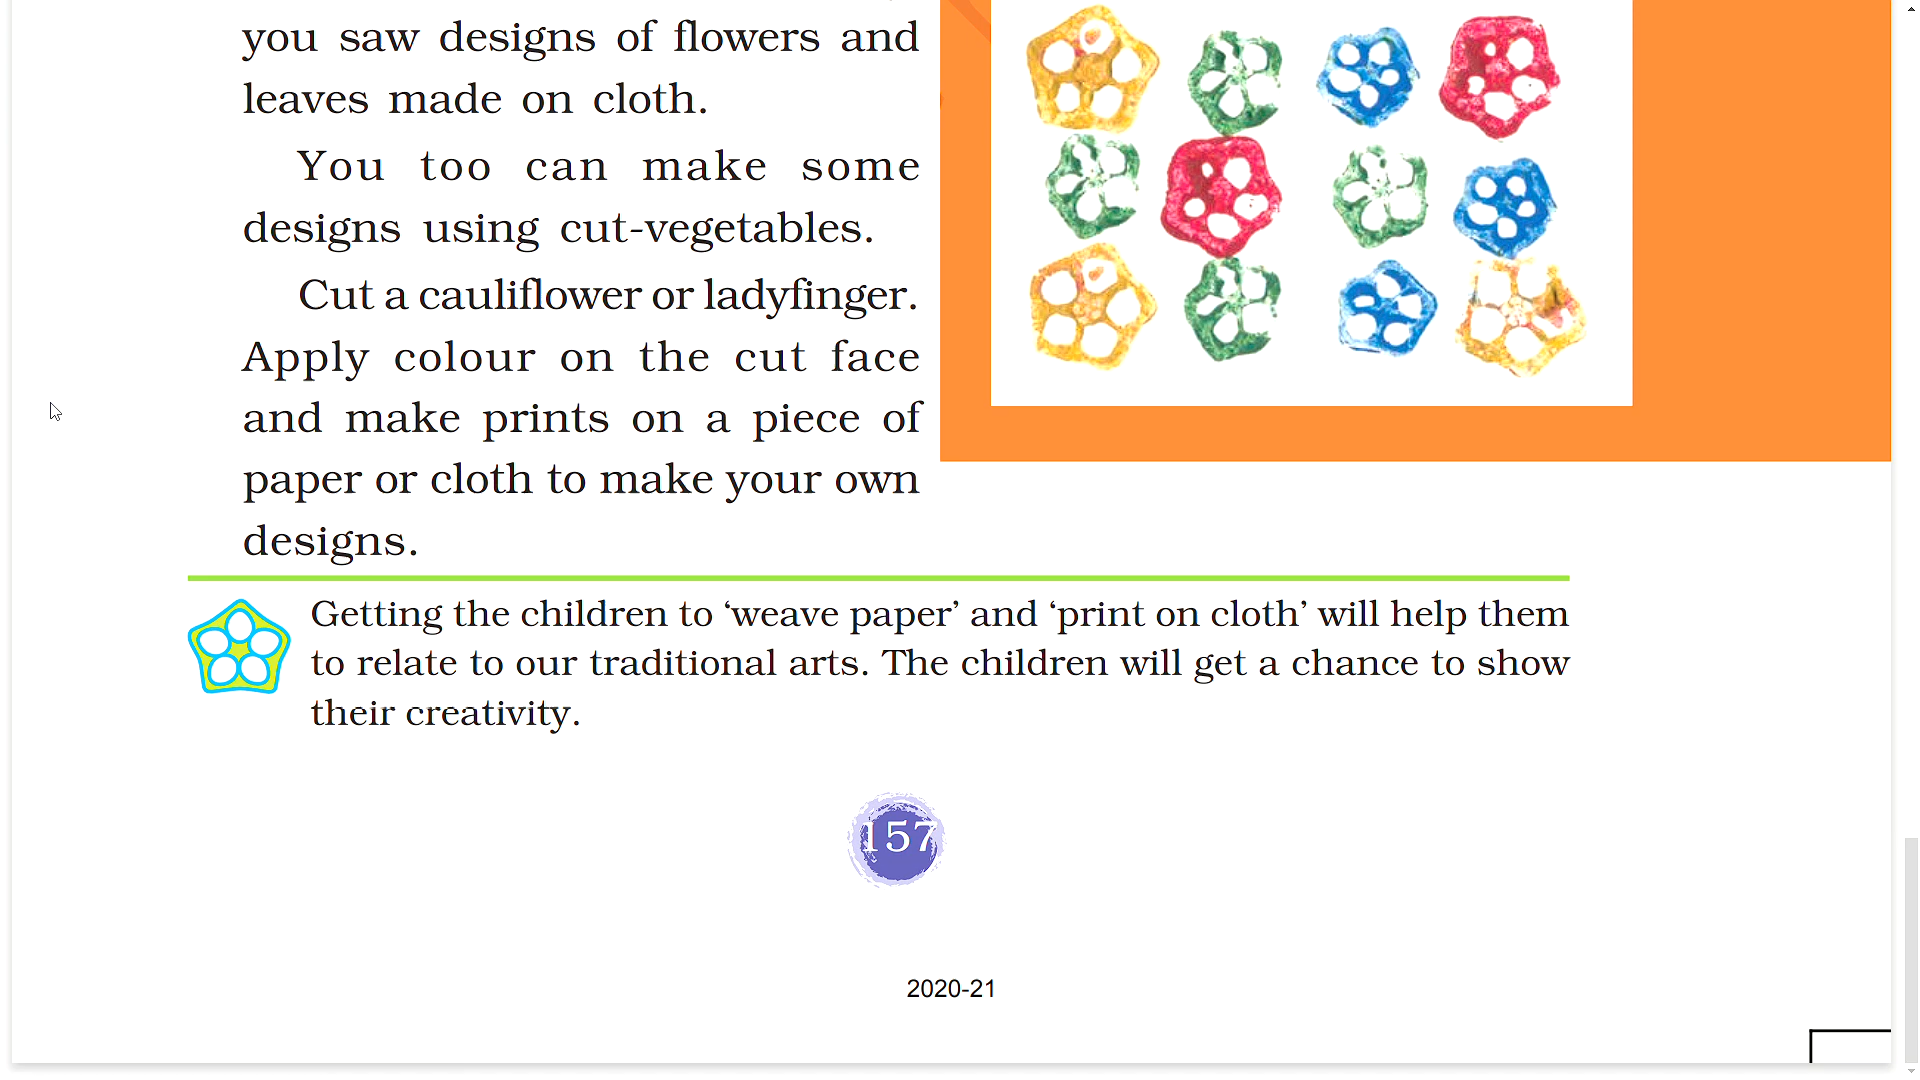 you saw designs of flowers and
leaves made on cloth.
You too can make some
designs using cut-vegetables.
Cut a cauliflower or ladyfinger.
Apply colour on the cut face
and make prints on a piece of
paper or cloth to make your own
designs.
Getting the children to ‘weave paper’ and ‘print on cloth’ will help them
to relate to our traditional arts. The children will get a chance to show
their creativity.
157
2020-21